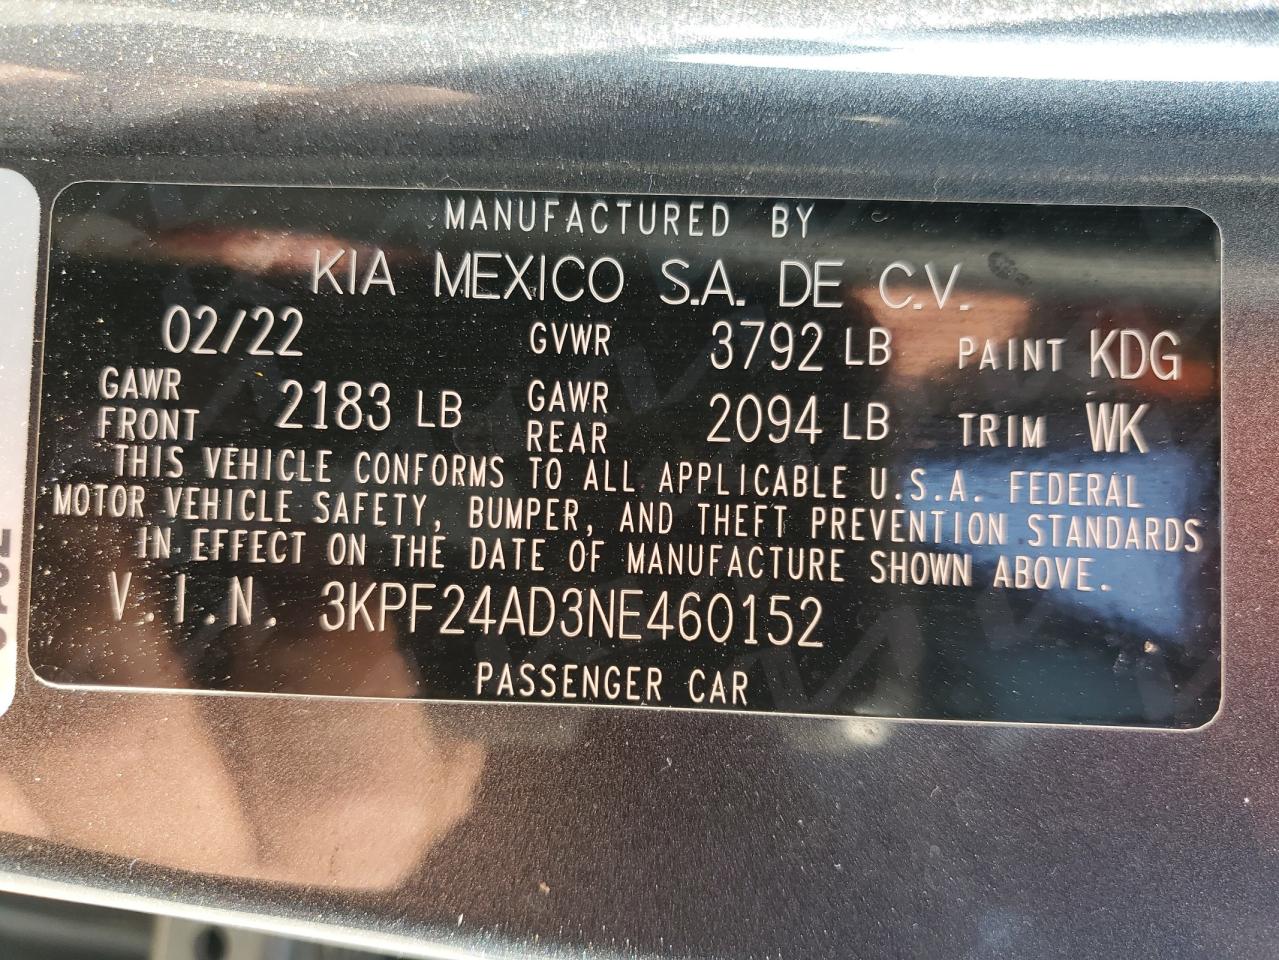 MANUFACTURED BY
KIA MEXICO S.A. DE C.V.
02/22 GVWR 3792 LB PAINT KDG
GAWR FRONT 2183 LB GAWR REAR 2094 LB TRIM WK
THIS VEHICLE CONFORMS TO ALL APPLICABLE U.S.A. FEDERAL
MOTOR VEHICLE SAFETY, BUMPER, AND THEFT PREVENTION STANDARDS
IN EFFECT ON THE DATE OF MANUFACTURE SHOWN ABOVE.
V.I.N. 3KPF24AD3NE460152
PASSENGER CAR